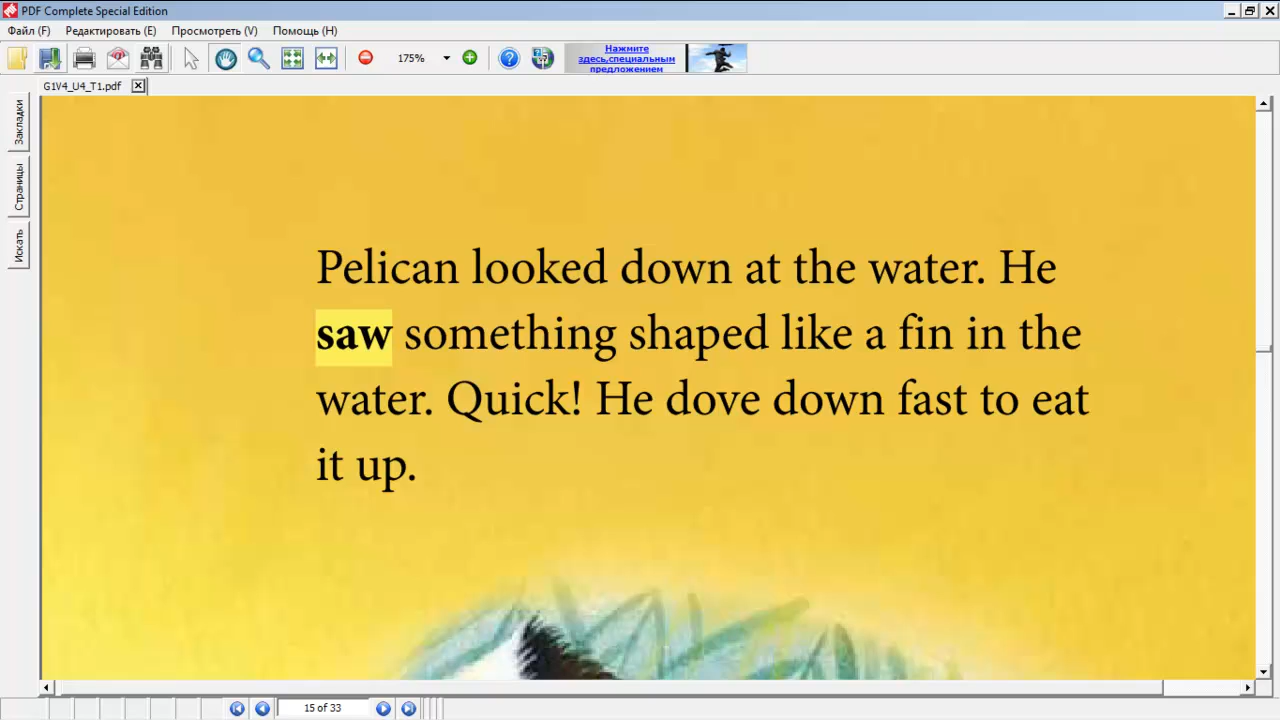 PDF Complete Special Edition
Файл (F) Редактировать (E) Просмотреть (V) Помощь (H)
175%
Нажмите
здесь,специальным
предложением
G1V4_U4_T1.pdf
Закладки
Страницы
Искать
Pelican looked down at the water. He
saw something shaped like a fin in the
water. Quick! He dove down fast to eat
it up.
15 of 33